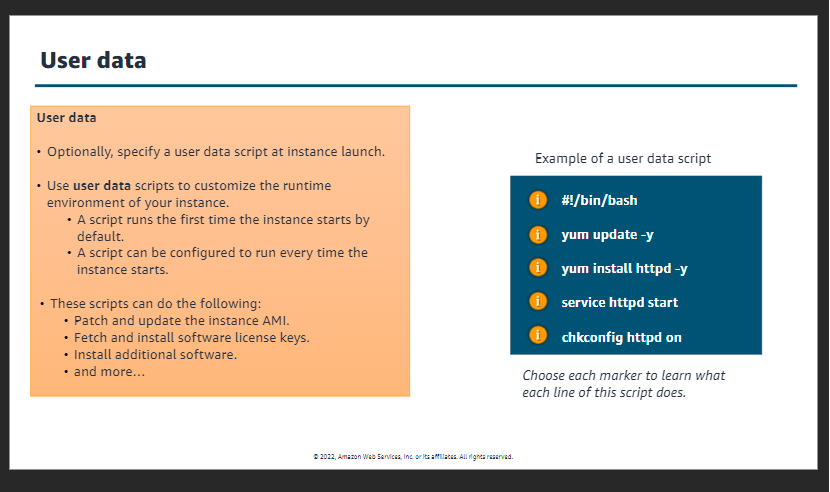 User data
User data
• Optionally, specify a user data script at instance launch.
• Use user data scripts to customize the runtime
environment of your instance.
• A script runs the first time the instance starts by
default.
• A script can be configured to run every time the
instance starts.
• These scripts can do the following:
• Patch and update the instance AMI.
• Fetch and install software license keys.
• Install additional software.
• and more...
Example of a user data script
i #!/bin/bash
i yum update -y
i yum install httpd -y
i service httpd start
i chkconfig httpd on
Choose each marker to learn what
each line of this script does.
© 2022, Amazon Web Services, Inc. or its affiliates. All rights reserved.